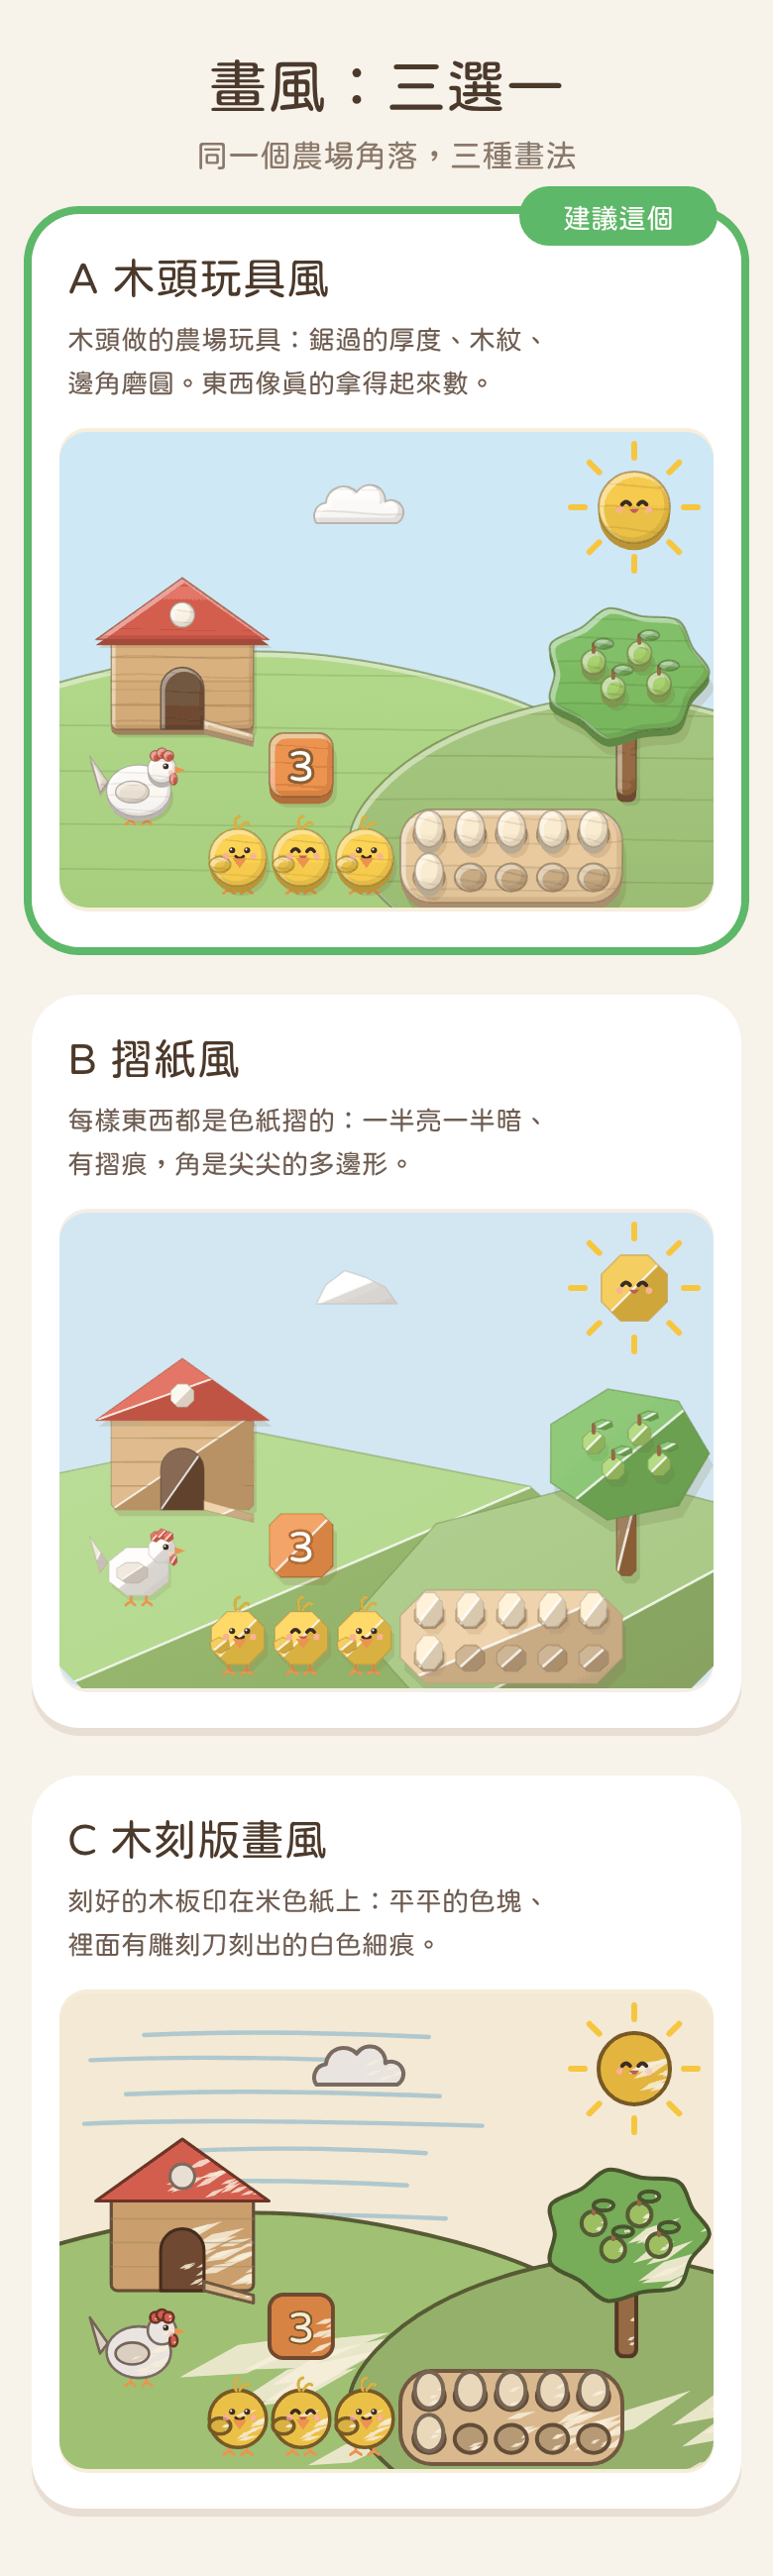 畫風：三選一
同一個農場角落，三種畫法
建議這個
A 木頭玩具風
木頭做的農場玩具：鋸過的厚度、木紋、
邊角磨圓。東西像真的拿得起來數。
3
B 摺紙風
每樣東西都是色紙摺的：一半亮一半暗、
有摺痕，角是尖尖的多邊形。
3
C 木刻版畫風
刻好的木板印在米色紙上：平平的色塊、
裡面有雕刻刀刻出的白色細痕。
3